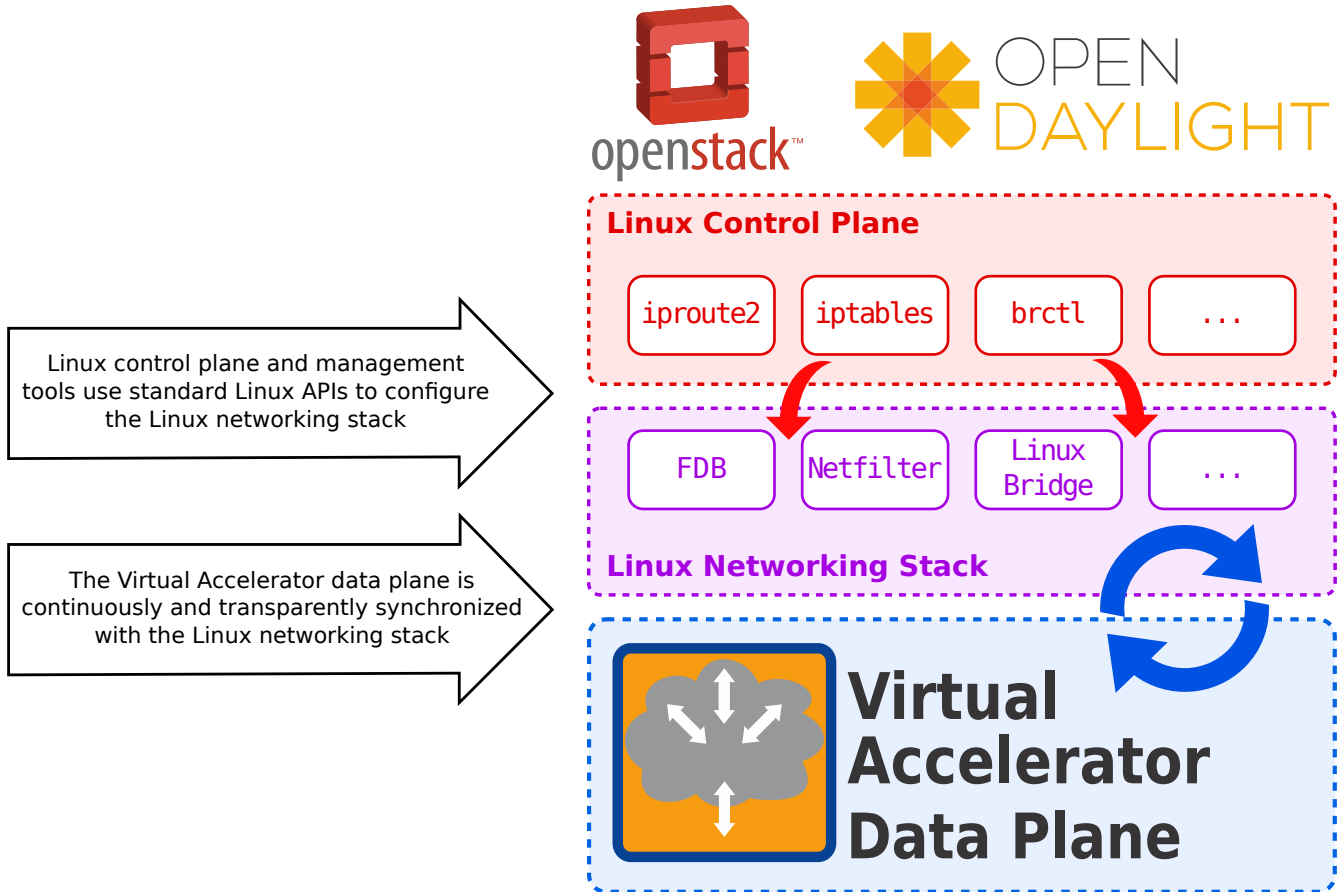 openstack™
OPEN
DAYLIGHT
Linux Control Plane
iproute2
iptables
brctl
...
Linux control plane and management
tools use standard Linux APIs to configure
the Linux networking stack
FDB
Netfilter
Linux
Bridge
...
Linux Networking Stack
The Virtual Accelerator data plane is
continuously and transparently synchronized
with the Linux networking stack
Virtual
Accelerator
Data Plane